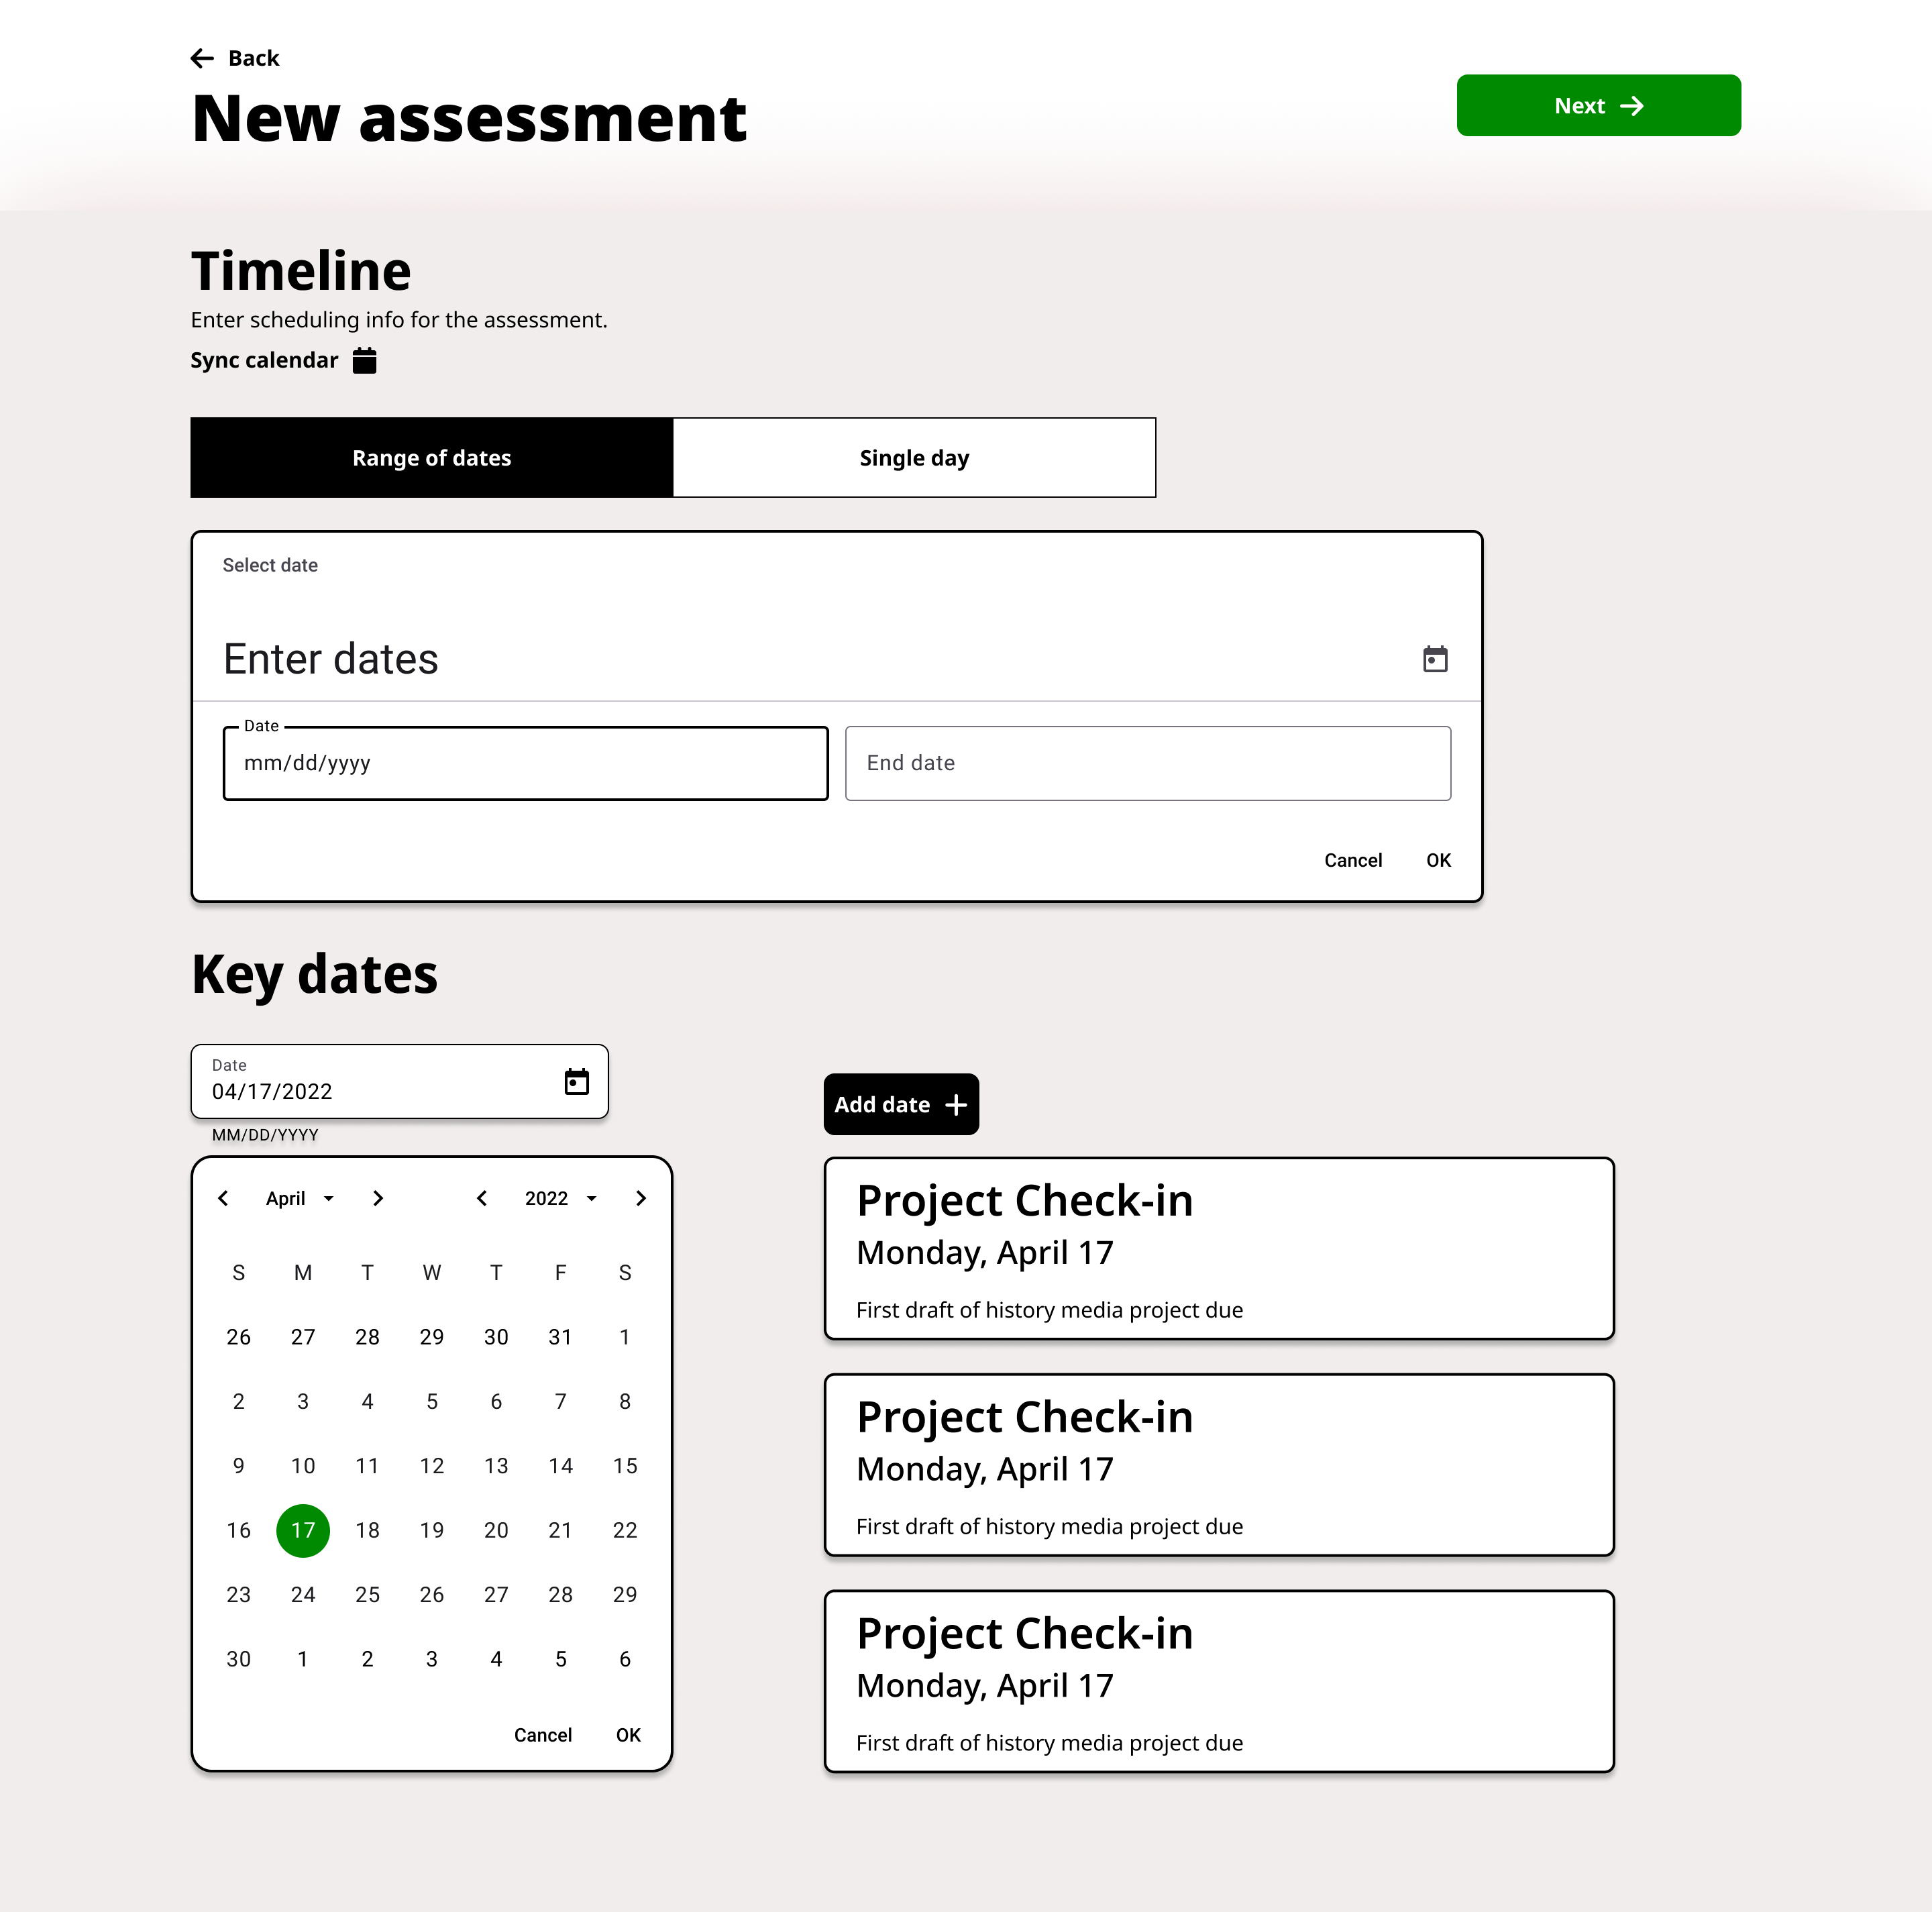 Back
New assessment
Next
Timeline
Enter scheduling info for the assessment.
Sync calendar
Range of dates
Single day
Select date
Enter dates
Date
mm/dd/yyyy
End date
Cancel
OK
Key dates
Date
04/17/2022
MM/DD/YYYY
April
2022
S M T W T F S
26 27 28 29 30 31 1
2 3 4 5 6 7 8
9 10 11 12 13 14 15
16 17 18 19 20 21 22
23 24 25 26 27 28 29
30 1 2 3 4 5 6
Cancel
OK
Add date
Project Check-in
Monday, April 17
First draft of history media project due
Project Check-in
Monday, April 17
First draft of history media project due
Project Check-in
Monday, April 17
First draft of history media project due